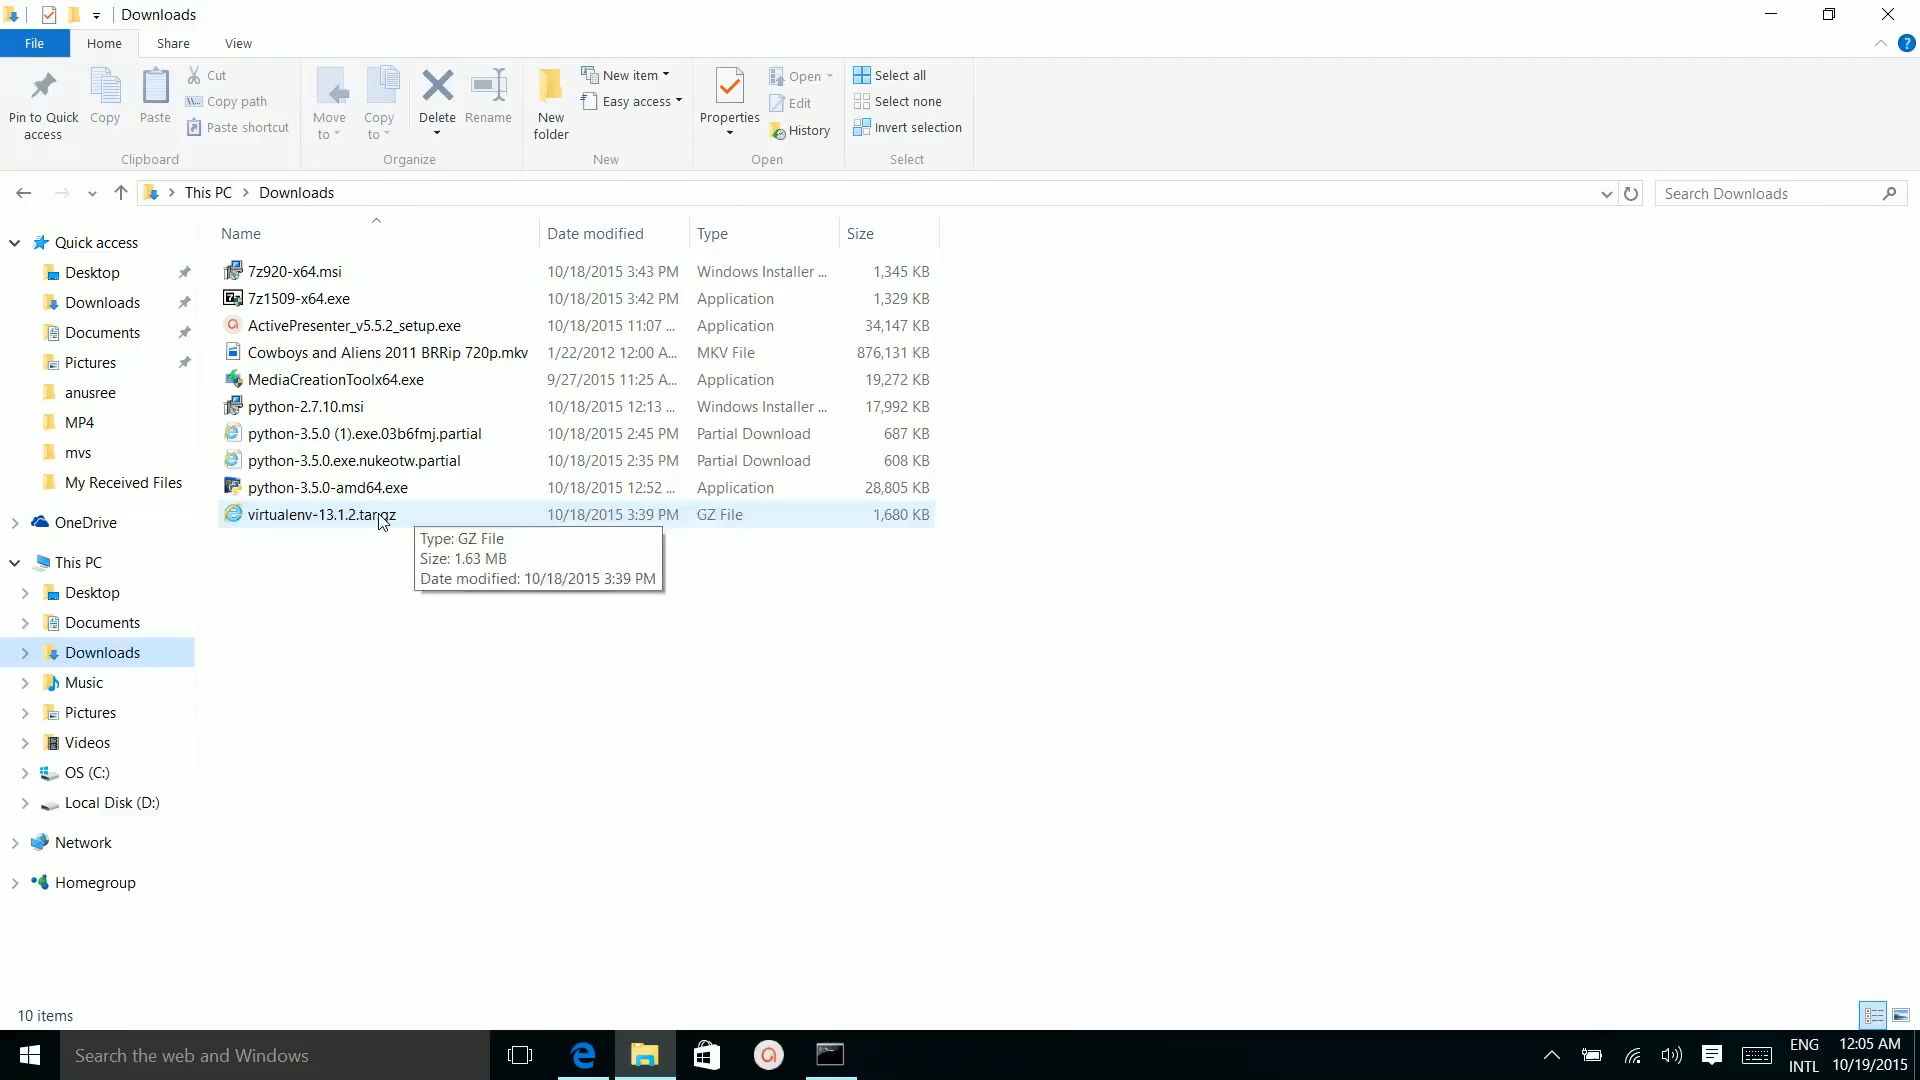 Downloads
File
Home
Share
View
Pin to Quick access
Copy
Paste
Cut
Copy path
Paste shortcut
Clipboard
Move to
Copy to
Delete
Rename
Organize
New folder
New item
Easy access
New
Properties
Open
Edit
History
Open
Select all
Select none
Invert selection
Select
This PC
Downloads
Search Downloads
Name Date modified Type Size
7z920-x64.msi 10/18/2015 3:43 PM Windows Installer ... 1,345 KB
7z1509-x64.exe 10/18/2015 3:42 PM Application 1,329 KB
ActivePresenter_v5.5.2_setup.exe 10/18/2015 11:07 ... Application 34,147 KB
Cowboys and Aliens 2011 BRRip 720p.mkv 1/22/2012 12:00 A... MKV File 876,131 KB
MediaCreationToolx64.exe 9/27/2015 11:25 A... Application 19,272 KB
python-2.7.10.msi 10/18/2015 12:13 ... Windows Installer ... 17,992 KB
python-3.5.0 (1).exe.03b6fmj.partial 10/18/2015 2:45 PM Partial Download 687 KB
python-3.5.0.exe.nukeotw.partial 10/18/2015 2:35 PM Partial Download 608 KB
python-3.5.0-amd64.exe 10/18/2015 12:52 ... Application 28,805 KB
virtualenv-13.1.2.tar.gz 10/18/2015 3:39 PM GZ File 1,680 KB
Type: GZ File
Size: 1.63 MB
Date modified: 10/18/2015 3:39 PM
Quick access
Desktop
Downloads
Documents
Pictures
anusree
MP4
mvs
My Received Files
OneDrive
This PC
Desktop
Documents
Downloads
Music
Pictures
Videos
OS (C:)
Local Disk (D:)
Network
Homegroup
10 items
Search the web and Windows
ENG
INTL
12:05 AM
10/19/2015